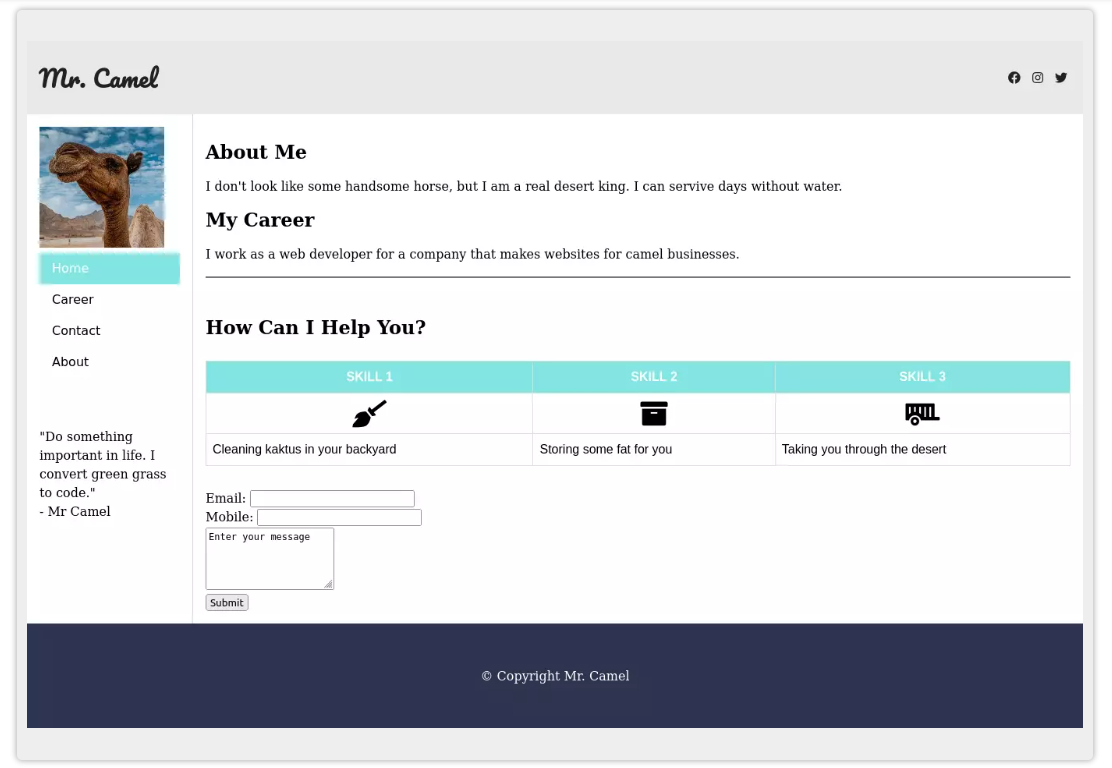 Mr. Camel
Home
Career
Contact
About
"Do something
important in life. I
convert green grass
to code."
- Mr Camel
About Me
I don't look like some handsome horse, but I am a real desert king. I can servive days without water.
My Career
I work as a web developer for a company that makes websites for camel businesses.
How Can I Help You?
SKILL 1 SKILL 2 SKILL 3
Cleaning kaktus in your backyard Storing some fat for you Taking you through the desert
Email:
Mobile:
Enter your message
Submit
© Copyright Mr. Camel